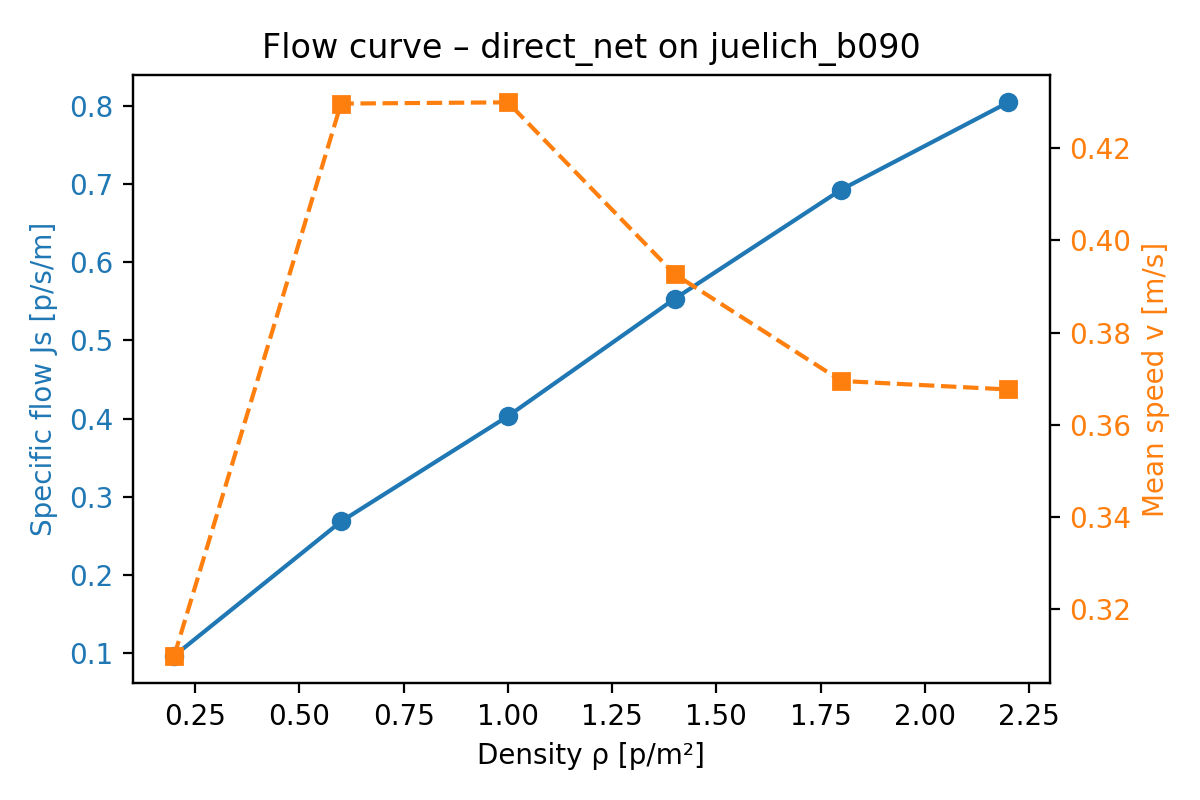 Flow curve – direct_net on juelich_b090
Specific flow Js [p/s/m]
0.8
0.7
0.6
0.5
0.4
0.3
0.2
0.1
0.42
0.40
0.38
0.36
0.34
0.32
Mean speed v [m/s]
0.25 0.50 0.75 1.00 1.25 1.50 1.75 2.00 2.25
Density ρ [p/m²]